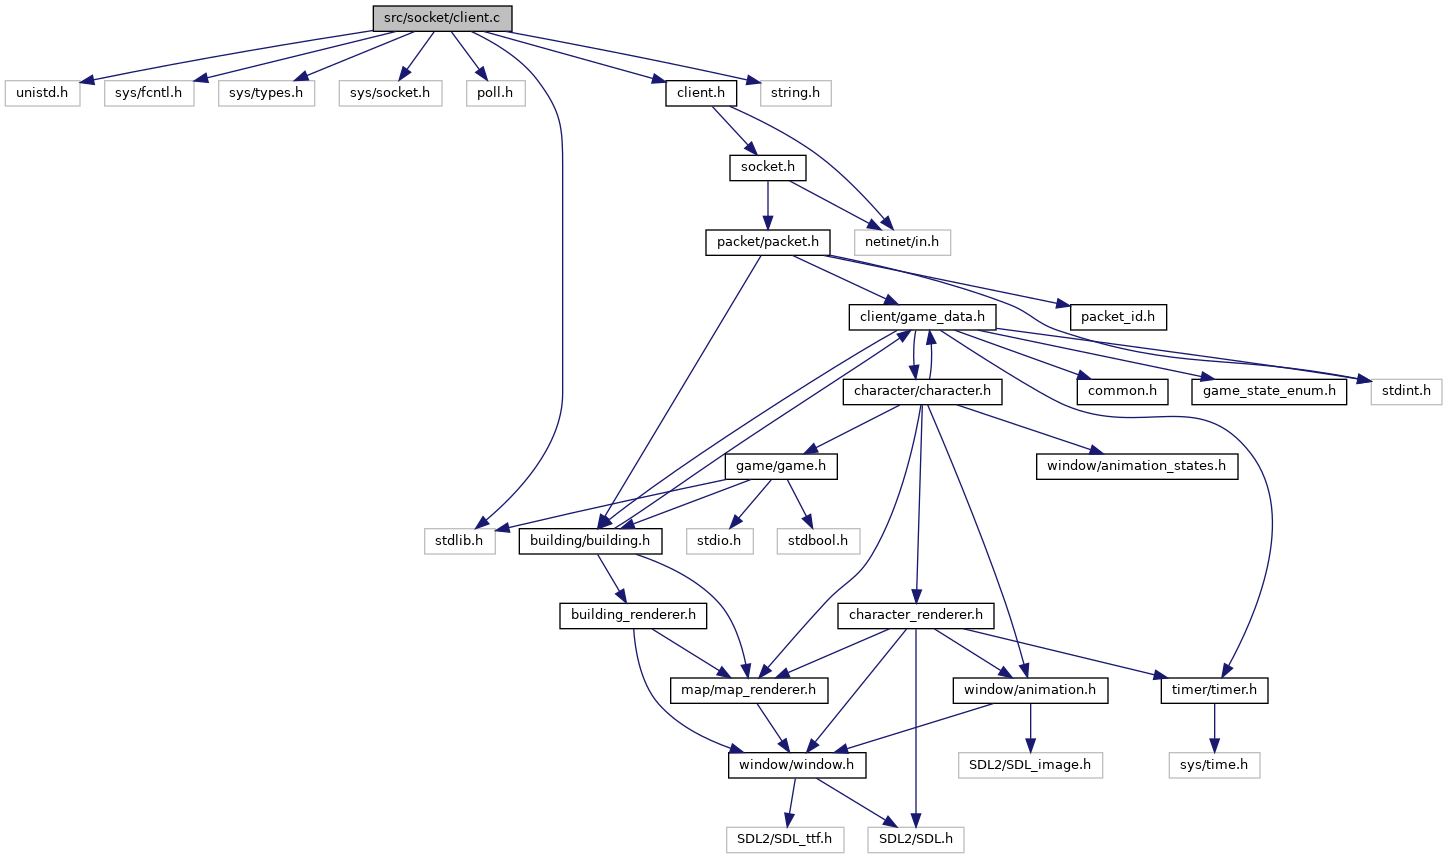 src/socket/client.c
unistd.h
sys/fcntl.h
sys/types.h
sys/socket.h
poll.h
client.h
string.h
socket.h
packet/packet.h
netinet/in.h
client/game_data.h
packet_id.h
character/character.h
common.h
game_state_enum.h
stdint.h
game/game.h
window/animation_states.h
stdlib.h
building/building.h
stdio.h
stdbool.h
building_renderer.h
character_renderer.h
map/map_renderer.h
window/animation.h
timer/timer.h
window/window.h
SDL2/SDL_image.h
sys/time.h
SDL2/SDL_ttf.h
SDL2/SDL.h